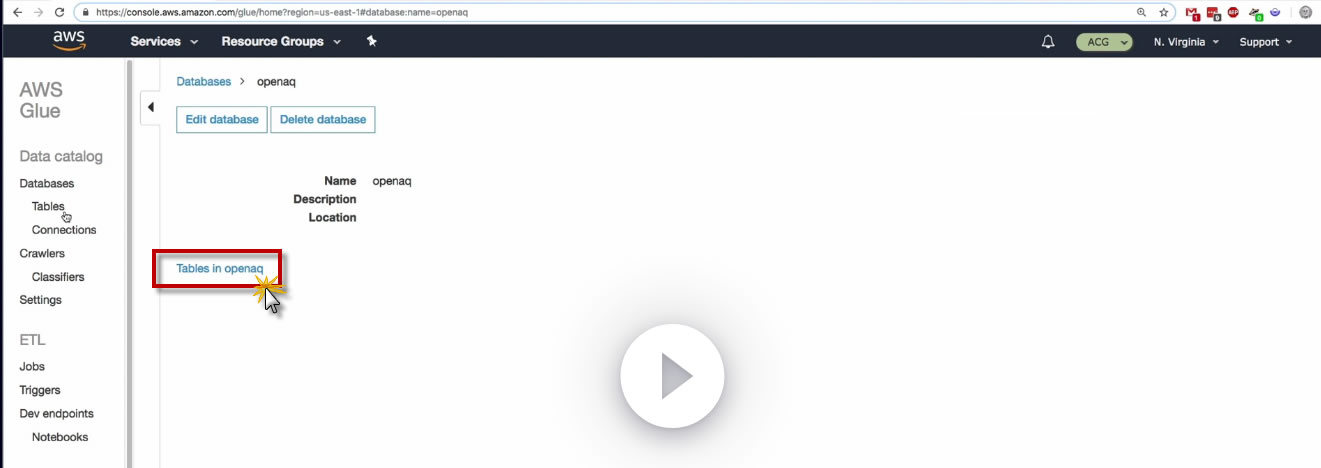 https://console.aws.amazon.com/glue/home?region=us-east-1#database:name=openaq
aws
Services
Resource Groups
ACG
N. Virginia
Support
AWS
Glue
Data catalog
Databases
Tables
Connections
Crawlers
Classifiers
Settings
ETL
Jobs
Triggers
Dev endpoints
Notebooks
Databases > openaq
Edit database
Delete database
Name openaq
Description
Location
Tables in openaq